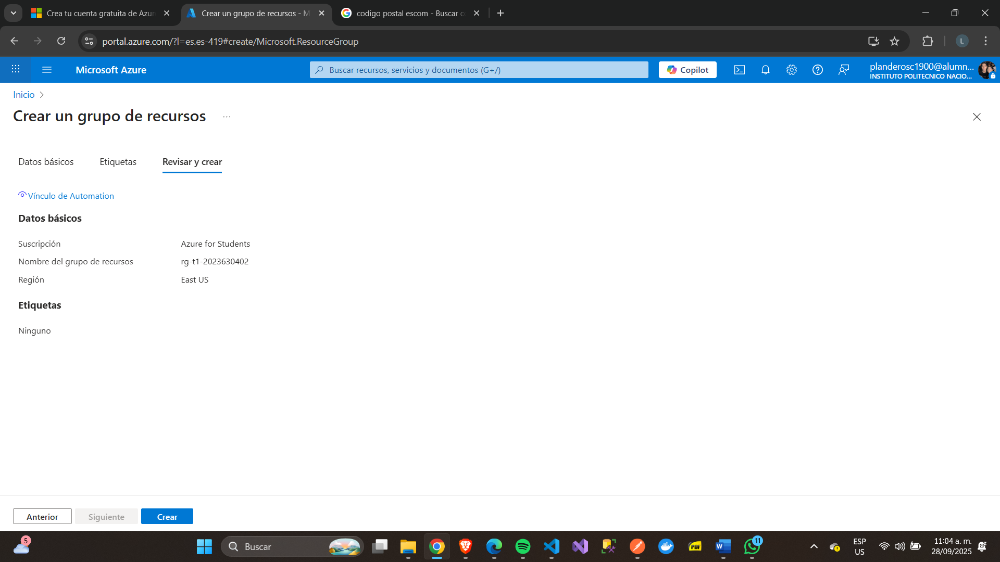 Crea tu cuenta gratuita de Azur
Crear un grupo de recursos - M
codigo postal escom - Buscar c
portal.azure.com/?l=es.es-419#create/Microsoft.ResourceGroup
L
Microsoft Azure
Buscar recursos, servicios y documentos (G+/)
Copilot
planderosc1900@alumn...
INSTITUTO POLITECNICO NACIO...
Inicio
Crear un grupo de recursos
...
Datos básicos
Etiquetas
Revisar y crear
Vínculo de Automation
Datos básicos
Suscripción
Azure for Students
Nombre del grupo de recursos
rg-t1-2023630402
Región
East US
Etiquetas
Ninguno
Anterior
Siguiente
Crear
5
Buscar
PDF
W
11
ESP
US
11:04 a. m.
28/09/2025